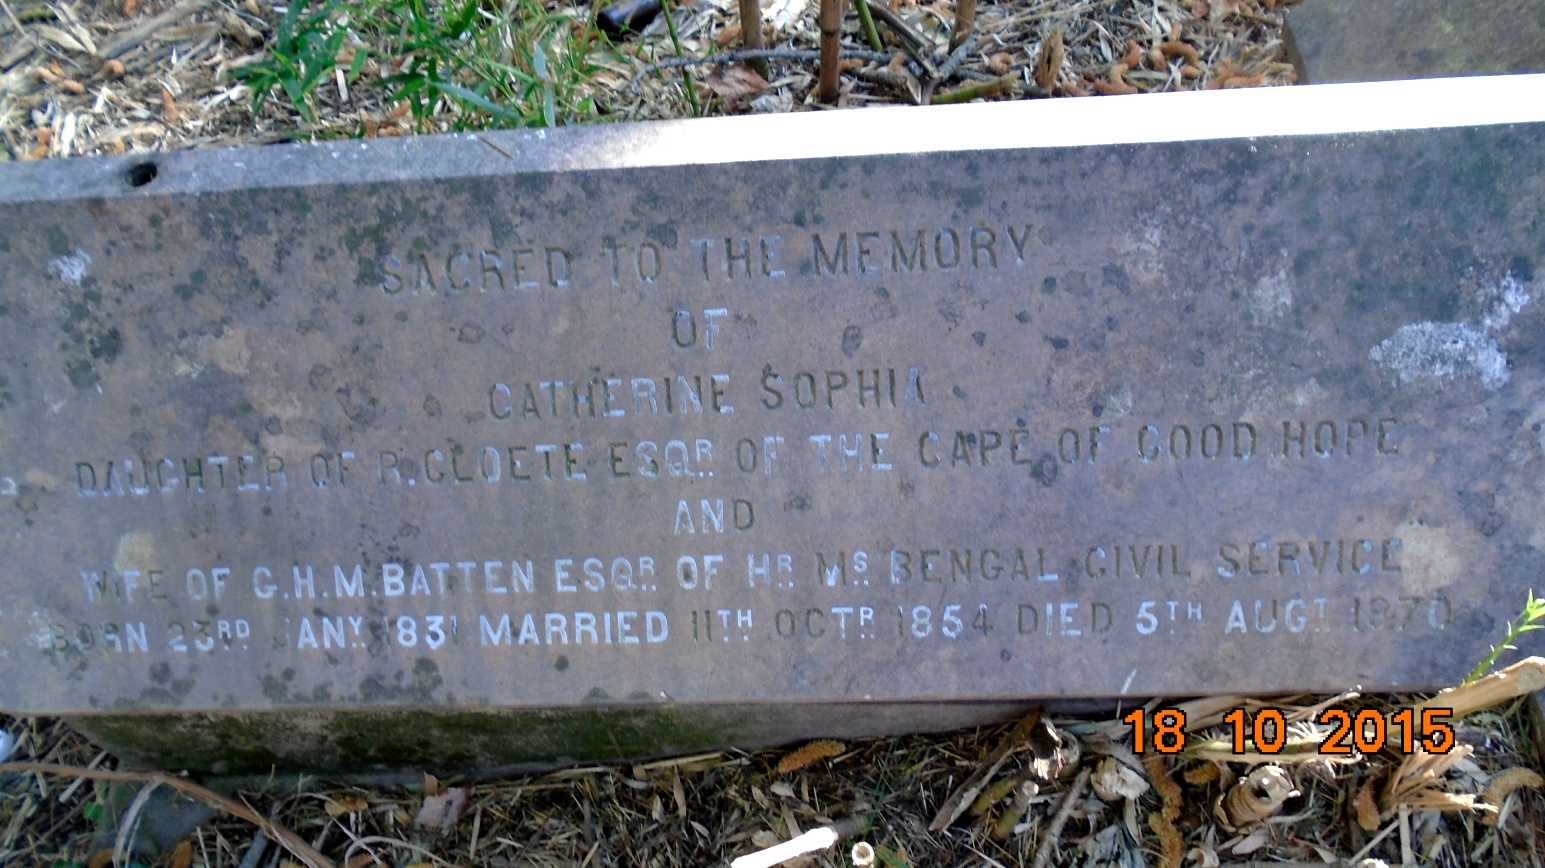 SACRED TO THE MEMORY
OF
CATHERINE SOPHIA
DAUGHTER OF R. CLOETE ESQR. OF THE CAPE OF GOOD HOPE
AND
WIFE OF G.H.M. BATTEN ESQR. OF HR. MS. BENGAL CIVIL SERVICE
BORN 23RD JANY. 1831 MARRIED 11TH OCTR. 1854 DIED 5TH AUGT. 1870
18 10 2015